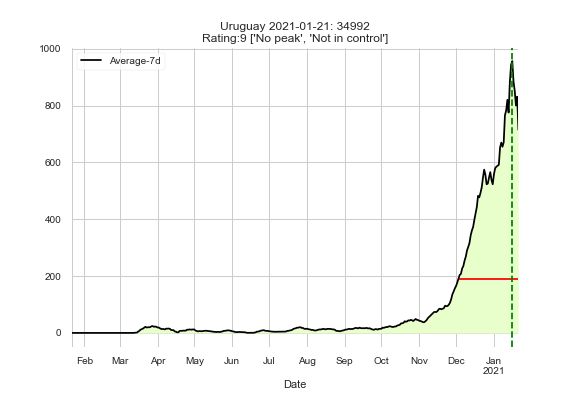 Uruguay 2021-01-21: 34992
Rating:9 ['No peak', 'Not in control']
1000
Average-7d
800
600
400
200
0
Feb Mar Apr May Jun Jul Aug Sep Oct Nov Dec Jan
2021
Date